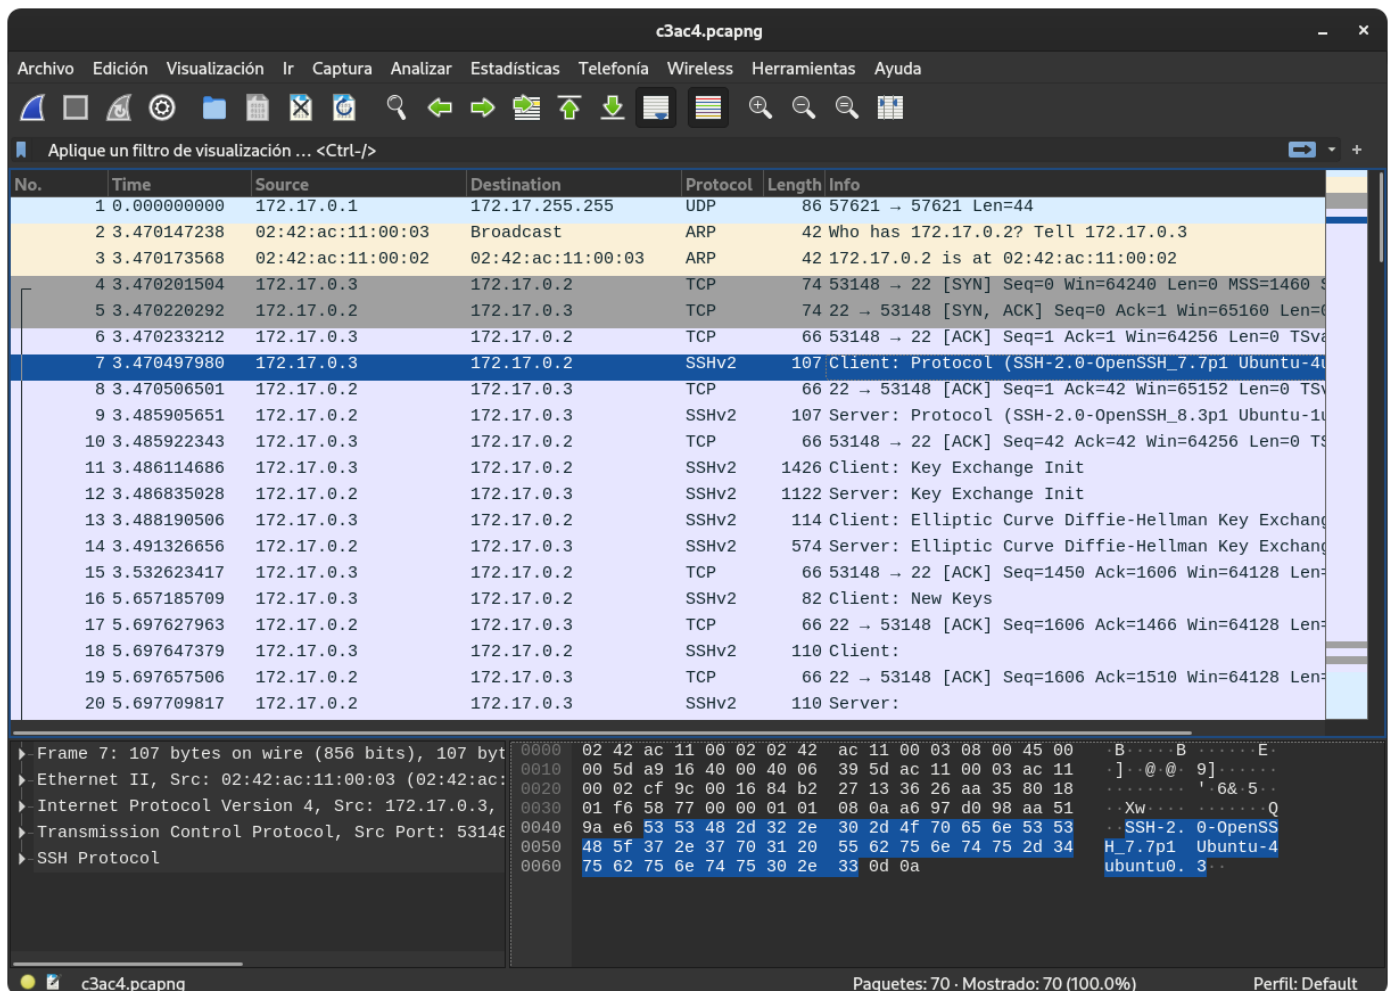 c3ac4.pcapng
Archivo Edición Visualización Ir Captura Analizar Estadísticas Telefonía Wireless Herramientas Ayuda
Aplique un filtro de visualización … <Ctrl-/>
No. Time Source Destination Protocol Length Info
1 0.000000000 172.17.0.1 172.17.255.255 UDP 86 57621 → 57621 Len=44
2 3.470147238 02:42:ac:11:00:03 Broadcast ARP 42 Who has 172.17.0.2? Tell 172.17.0.3
3 3.470173568 02:42:ac:11:00:02 02:42:ac:11:00:03 ARP 42 172.17.0.2 is at 02:42:ac:11:00:02
4 3.470201504 172.17.0.3 172.17.0.2 TCP 74 53148 → 22 [SYN] Seq=0 Win=64240 Len=0 MSS=1460 S
5 3.470220292 172.17.0.2 172.17.0.3 TCP 74 22 → 53148 [SYN, ACK] Seq=0 Ack=1 Win=65160 Len=0
6 3.470233212 172.17.0.3 172.17.0.2 TCP 66 53148 → 22 [ACK] Seq=1 Ack=1 Win=64256 Len=0 TSva
7 3.470497980 172.17.0.3 172.17.0.2 SSHv2 107 Client: Protocol (SSH-2.0-OpenSSH_7.7p1 Ubuntu-4u
8 3.470506501 172.17.0.2 172.17.0.3 TCP 66 22 → 53148 [ACK] Seq=1 Ack=42 Win=65152 Len=0 TSv
9 3.485905651 172.17.0.2 172.17.0.3 SSHv2 107 Server: Protocol (SSH-2.0-OpenSSH_8.3p1 Ubuntu-1u
10 3.485922343 172.17.0.3 172.17.0.2 TCP 66 53148 → 22 [ACK] Seq=42 Ack=42 Win=64256 Len=0 TS
11 3.486114686 172.17.0.3 172.17.0.2 SSHv2 1426 Client: Key Exchange Init
12 3.486835028 172.17.0.2 172.17.0.3 SSHv2 1122 Server: Key Exchange Init
13 3.488190506 172.17.0.3 172.17.0.2 SSHv2 114 Client: Elliptic Curve Diffie-Hellman Key Exchang
14 3.491326656 172.17.0.2 172.17.0.3 SSHv2 574 Server: Elliptic Curve Diffie-Hellman Key Exchang
15 3.532623417 172.17.0.3 172.17.0.2 TCP 66 53148 → 22 [ACK] Seq=1450 Ack=1606 Win=64128 Len=
16 5.657185709 172.17.0.3 172.17.0.2 SSHv2 82 Client: New Keys
17 5.697627963 172.17.0.2 172.17.0.3 TCP 66 22 → 53148 [ACK] Seq=1606 Ack=1466 Win=64128 Len=
18 5.697647379 172.17.0.3 172.17.0.2 SSHv2 110 Client:
19 5.697657506 172.17.0.2 172.17.0.3 TCP 66 22 → 53148 [ACK] Seq=1606 Ack=1510 Win=64128 Len=
20 5.697709817 172.17.0.2 172.17.0.3 SSHv2 110 Server:
Frame 7: 107 bytes on wire (856 bits), 107 byt
Ethernet II, Src: 02:42:ac:11:00:03 (02:42:ac:
Internet Protocol Version 4, Src: 172.17.0.3,
Transmission Control Protocol, Src Port: 53148
SSH Protocol
0000 02 42 ac 11 00 02 02 42 ac 11 00 03 08 00 45 00 ·B·····B ······E·
0010 00 5d a9 16 40 00 40 06 39 5d ac 11 00 03 ac 11 ·]··@·@· 9]······
0020 00 02 cf 9c 00 16 84 b2 27 13 36 26 aa 35 80 18 ········ '·6&·5··
0030 01 f6 58 77 00 00 01 01 08 0a a6 97 d0 98 aa 51 ··Xw···· ·······Q
0040 9a e6 53 53 48 2d 32 2e 30 2d 4f 70 65 6e 53 53 ··SSH-2. 0-OpenSS
0050 48 5f 37 2e 37 70 31 20 55 62 75 6e 74 75 2d 34 H_7.7p1 Ubuntu-4
0060 75 62 75 6e 74 75 30 2e 33 0d 0a ubuntu0. 3··
c3ac4.pcapng Paquetes: 70 · Mostrado: 70 (100.0%) Perfil: Default